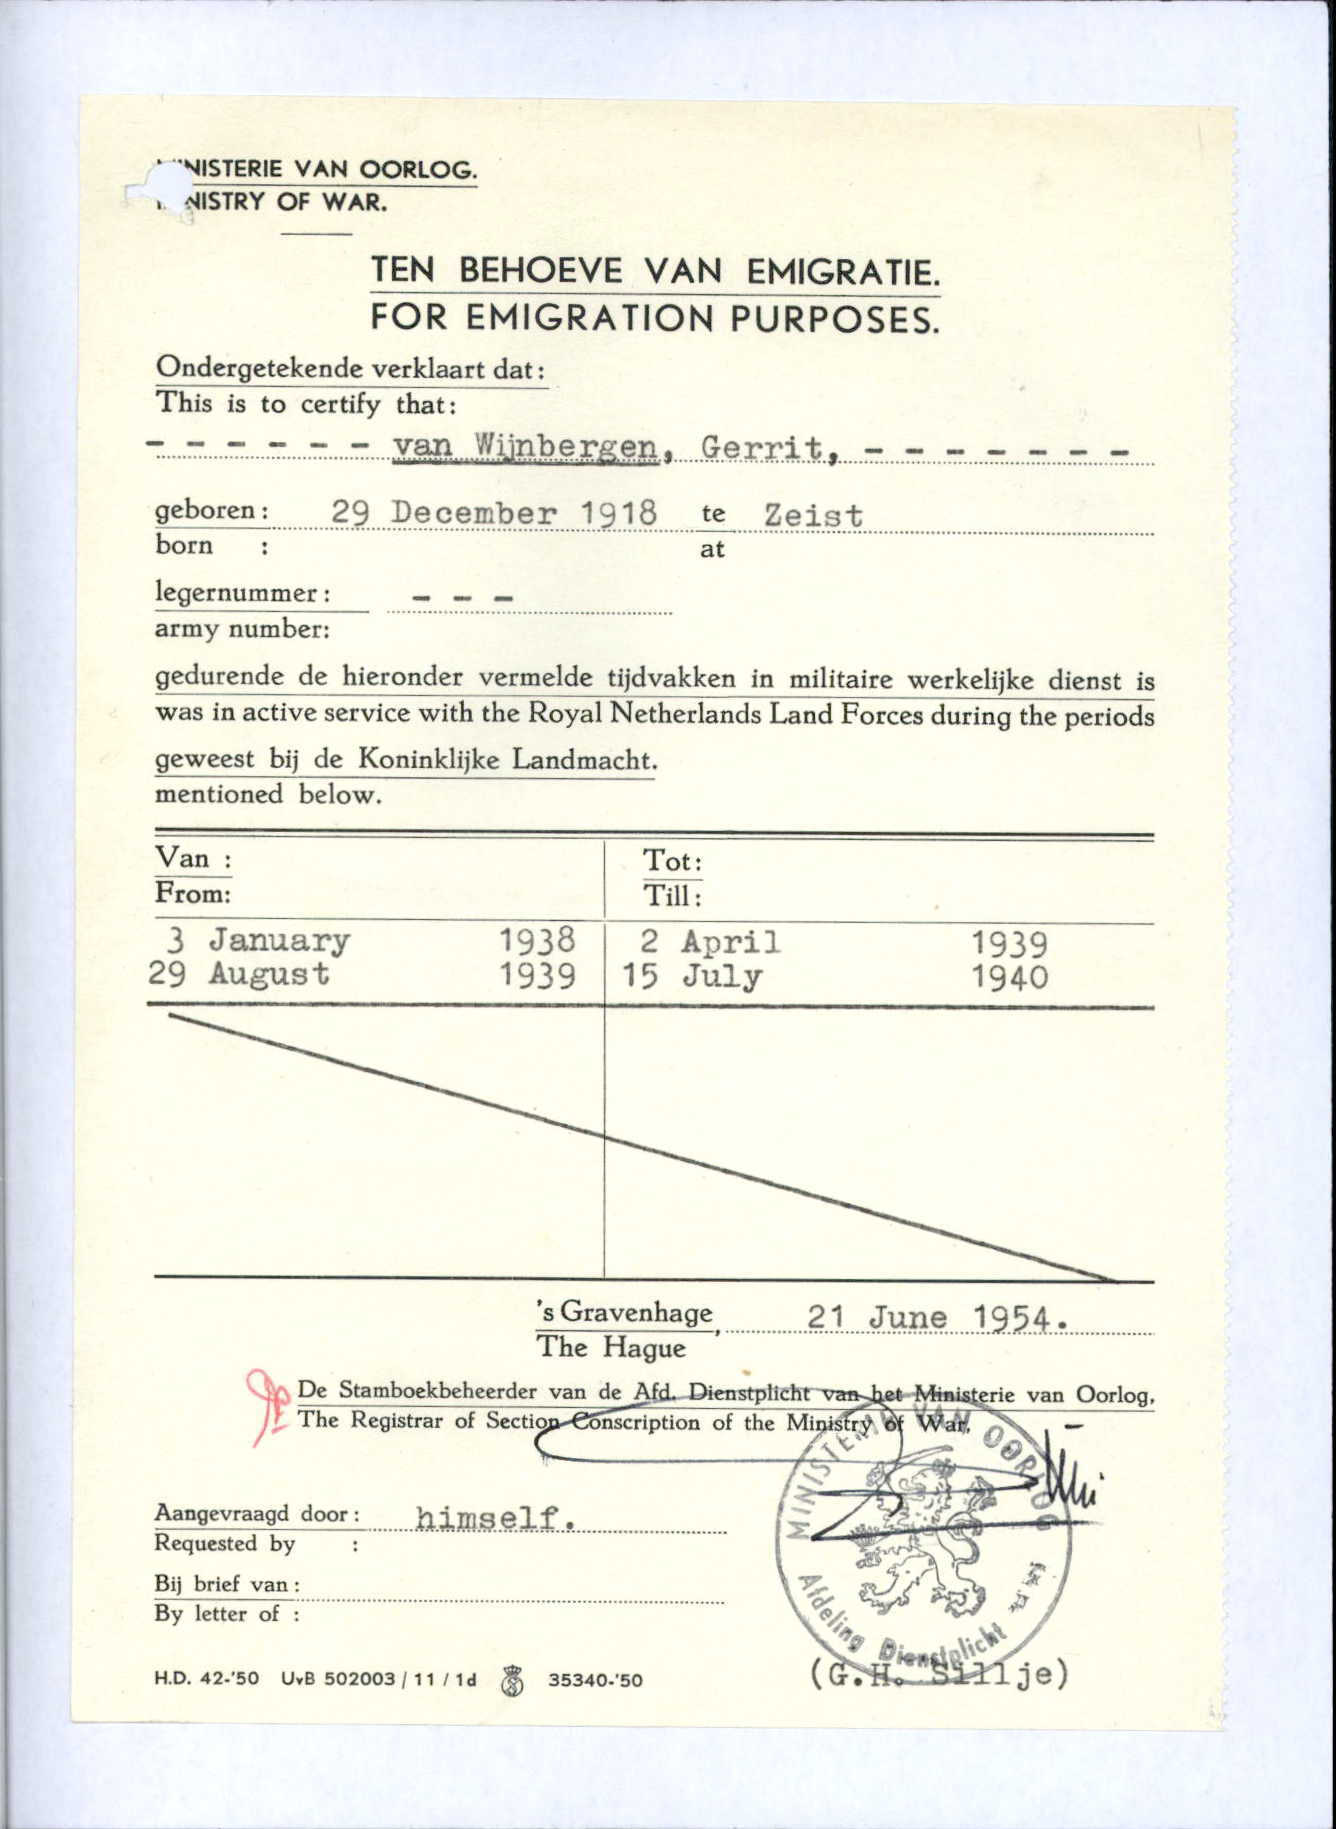 NISTERIE VAN OORLOG.
NISTRY OF WAR.
TEN BEHOEVE VAN EMIGRATIE.
FOR EMIGRATION PURPOSES.
Ondergetekende verklaart dat:
This is to certify that:
- - - - - - van Wijnbergen, Gerrit, - - - - - - -
geboren: 29 December 1918 te Zeist
born : at
legernummer: - - -
army number:
gedurende de hieronder vermelde tijdvakken in militaire werkelijke dienst is
was in active service with the Royal Netherlands Land Forces during the periods
geweest bij de Koninklijke Landmacht.
mentioned below.
Van : Tot:
From: Till:
3 January 1938 2 April 1939
29 August 1939 15 July 1940
's Gravenhage, 21 June 1954.
The Hague
De Stamboekbeheerder van de Afd. Dienstplicht van het Ministerie van Oorlog,
The Registrar of Section Conscription of the Ministry of War,
MINISTERIE VAN OORLOG
Afdeling Dienstplicht
Aangevraagd door: himself.
Requested by :
Bij brief van:
By letter of :
(G.H. Sillje)
H.D. 42-'50 UvB 502003 / 11 / 1d 35340-'50